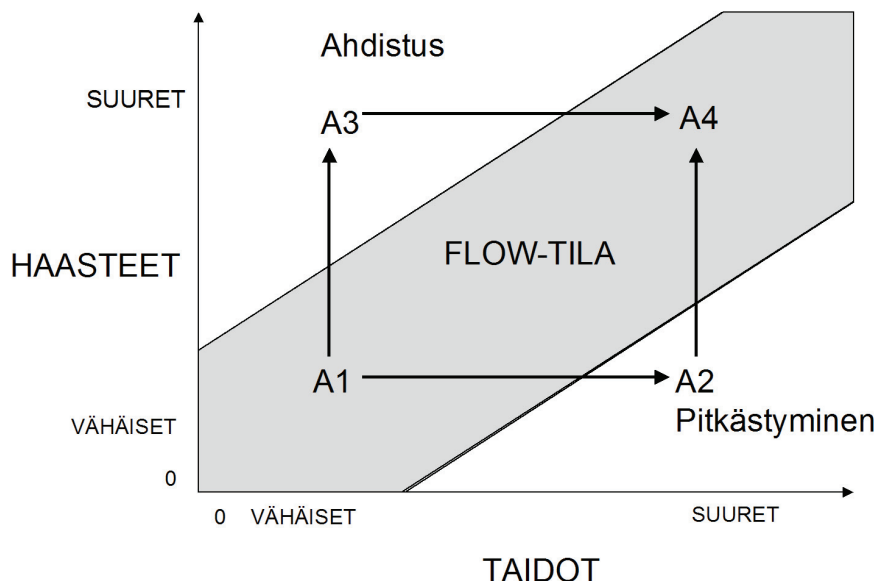 Ahdistus
SUURET
A3
A4
HAASTEET
FLOW-TILA
A1
A2
VÄHÄISET
Pitkästyminen
0
0 VÄHÄISET
SUURET
TAIDOT